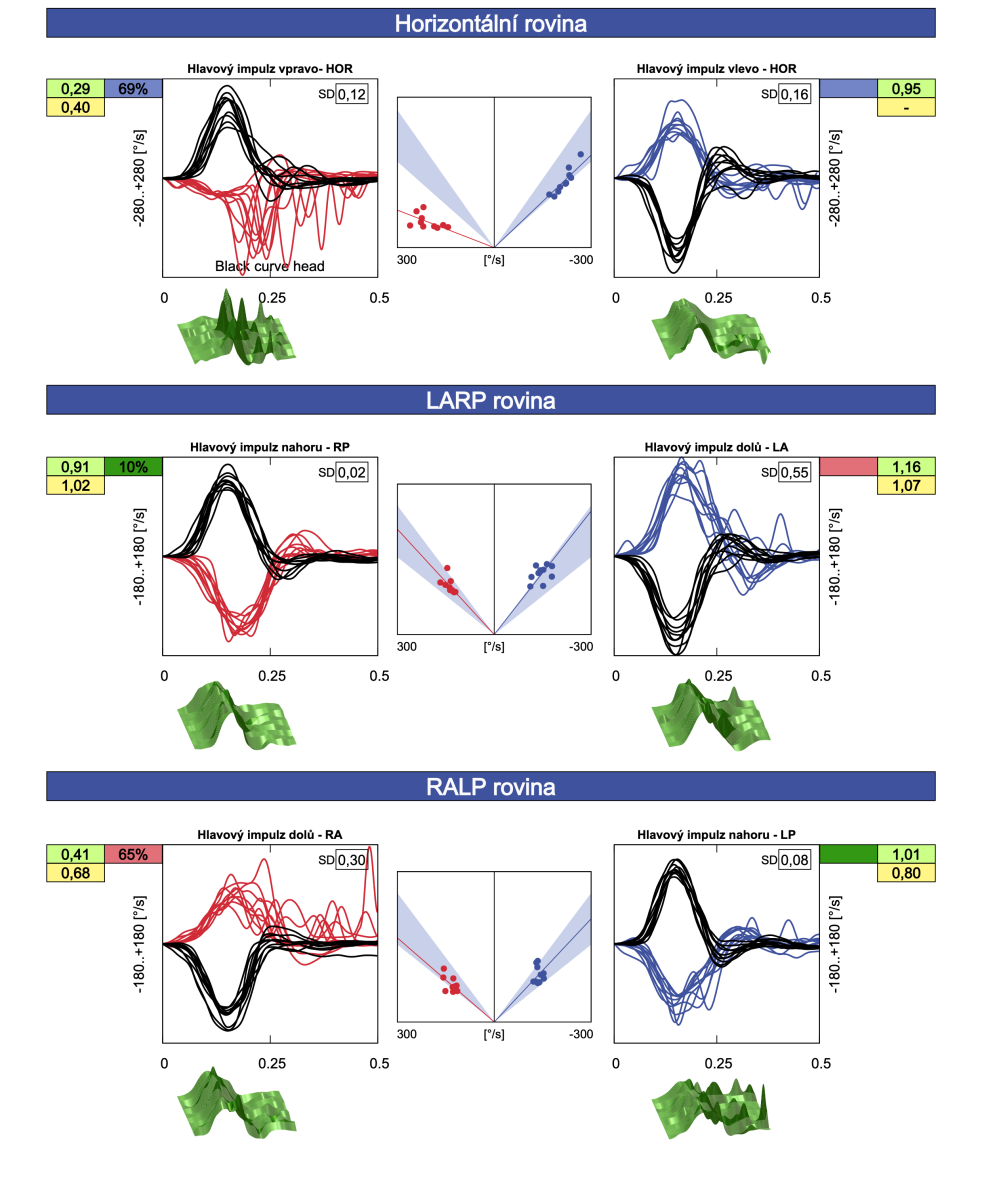 Horizontální rovina
Hlavový impulz vpravo- HOR
Hlavový impulz vlevo - HOR
0,29 69%
0,40
SD 0,12
SD 0,16
0,95
-
-280..+280 [°/s]
-280..+280 [°/s]
Black curve head
300 [°/s] -300
0 0.25 0.5
0 0.25 0.5
LARP rovina
Hlavový impulz nahoru - RP
Hlavový impulz dolů - LA
0,91 10%
1,02
SD 0,02
SD 0,55
1,16
1,07
-180..+180 [°/s]
-180..+180 [°/s]
300 [°/s] -300
0 0.25 0.5
0 0.25 0.5
RALP rovina
Hlavový impulz dolů - RA
Hlavový impulz nahoru - LP
0,41 65%
0,68
SD 0,30
SD 0,08
1,01
0,80
-180..+180 [°/s]
-180..+180 [°/s]
300 [°/s] -300
0 0.25 0.5
0 0.25 0.5